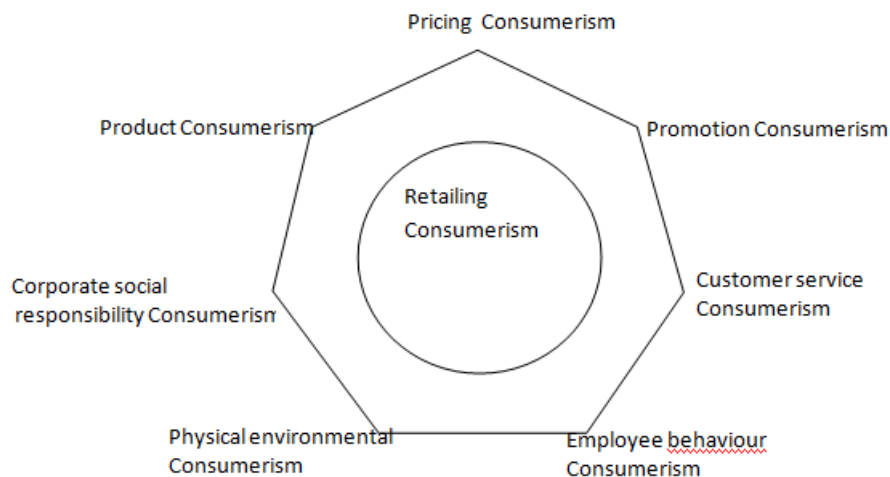 Pricing Consumerism
Product Consumerism
Promotion Consumerism
Retailing
Consumerism
Corporate social
responsibility Consumerism
Customer service
Consumerism
Physical environmental
Consumerism
Employee behaviour
Consumerism